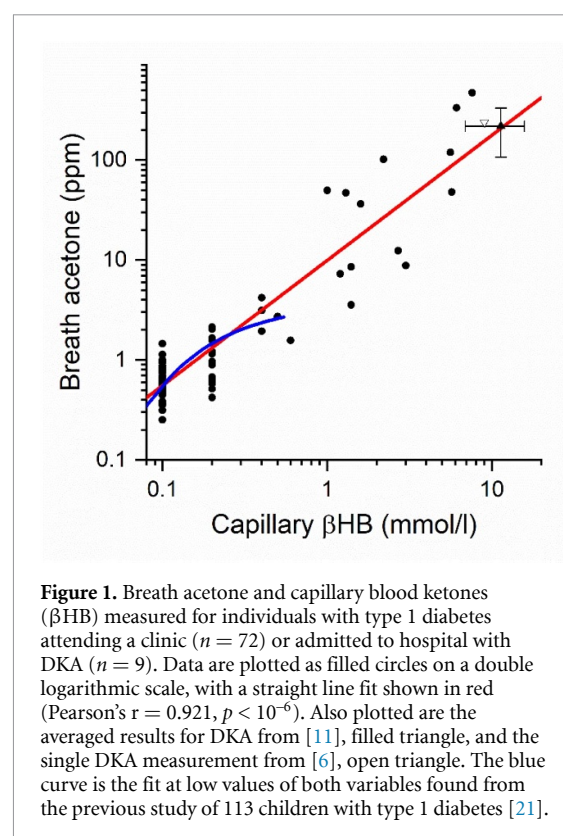 100
10
1
0.1
Breath acetone (ppm)
0.1
1
10
Capillary βHB (mmol/l)
Figure 1. Breath acetone and capillary blood ketones
(βHB) measured for individuals with type 1 diabetes
attending a clinic (n = 72) or admitted to hospital with
DKA (n = 9). Data are plotted as filled circles on a double
logarithmic scale, with a straight line fit shown in red
(Pearson’s r = 0.921, p < 10⁻⁶). Also plotted are the
averaged results for DKA from [11], filled triangle, and the
single DKA measurement from [6], open triangle. The blue
curve is the fit at low values of both variables found from
the previous study of 113 children with type 1 diabetes [21].